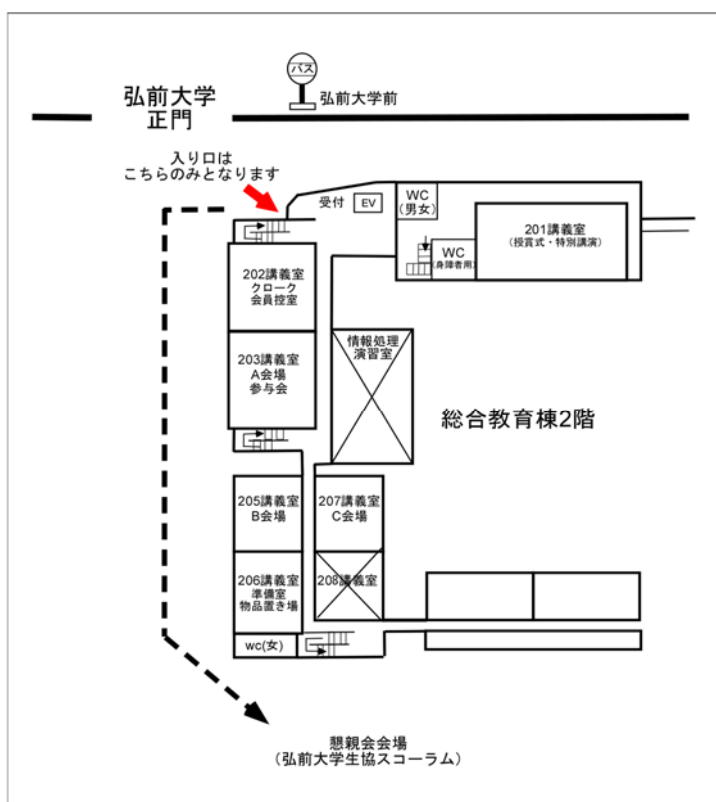 バス
弘前大学前
弘前大学
正門
入り口は
こちらのみとなります
受付
EV
WC
(男女)
WC
(身障者用)
201講義室
(授賞式・特別講演)
202講義室
クローク
会員控室
203講義室
A会場
参与会
情報処理
演習室
総合教育棟2階
205講義室
B会場
207講義室
C会場
206講義室
準備室
物品置き場
208講義室
wc(女)
懇親会会場
(弘前大学生協スコーラム)